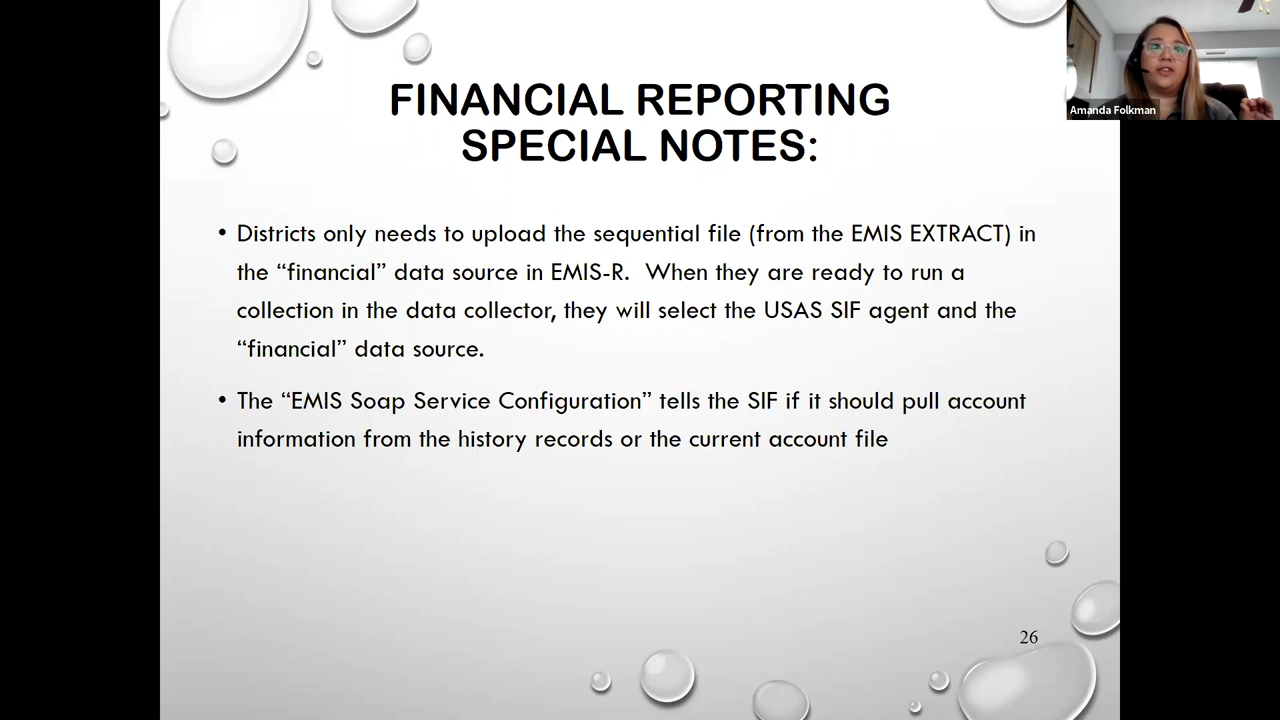 Amanda Folkman
FINANCIAL REPORTING
SPECIAL NOTES:
• Districts only needs to upload the sequential file (from the EMIS EXTRACT) in
the “financial” data source in EMIS-R.  When they are ready to run a
collection in the data collector, they will select the USAS SIF agent and the
“financial” data source.
• The “EMIS Soap Service Configuration” tells the SIF if it should pull account
information from the history records or the current account file
26